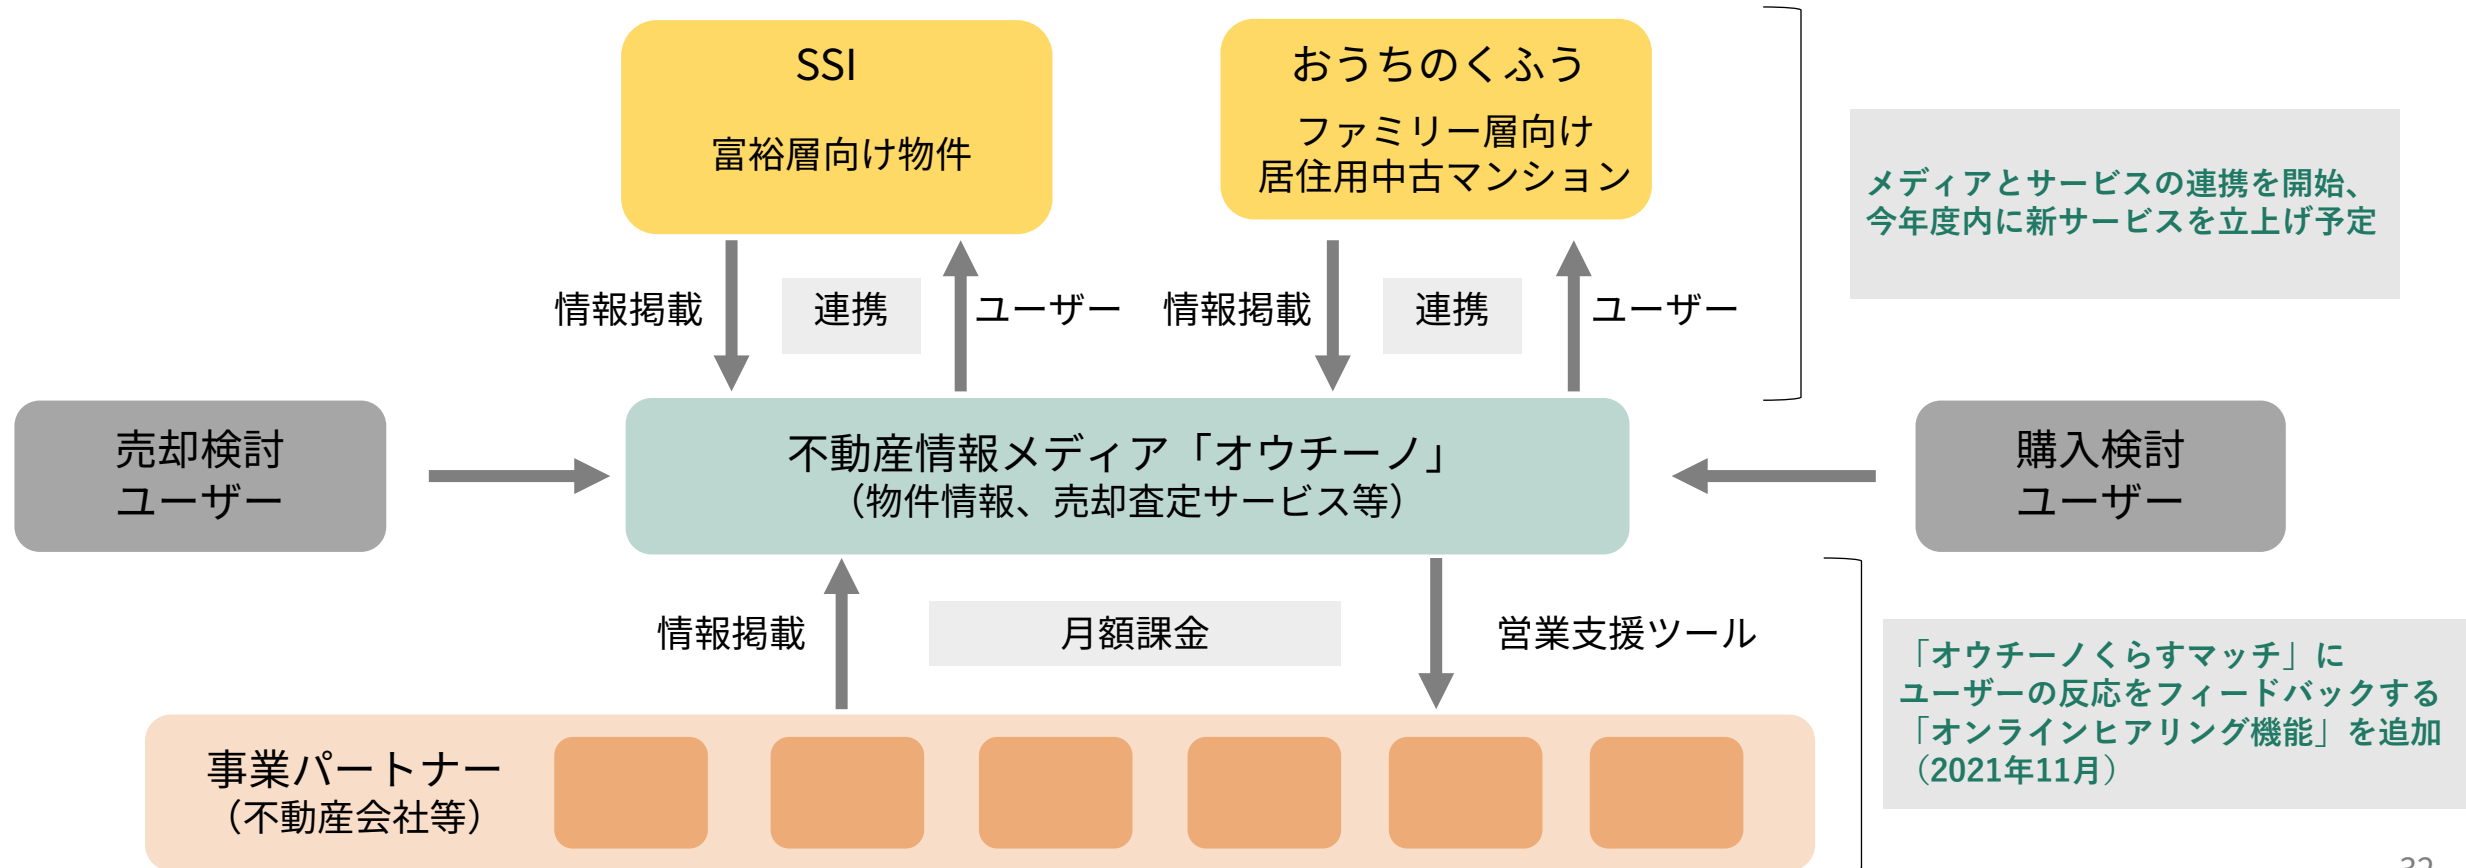 SSI
富裕層向け物件
おうちのくふう
ファミリー層向け
居住用中古マンション
メディアとサービスの連携を開始、
今年度内に新サービスを立上げ予定
情報掲載
連携
ユーザー
情報掲載
連携
ユーザー
売却検討
ユーザー
不動産情報メディア「オウチーノ」
（物件情報、売却査定サービス等）
購入検討
ユーザー
情報掲載
月額課金
営業支援ツール
「オウチーノくらすマッチ」に
ユーザーの反応をフィードバックする
「オンラインヒアリング機能」を追加
（2021年11月）
事業パートナー
（不動産会社等）
32